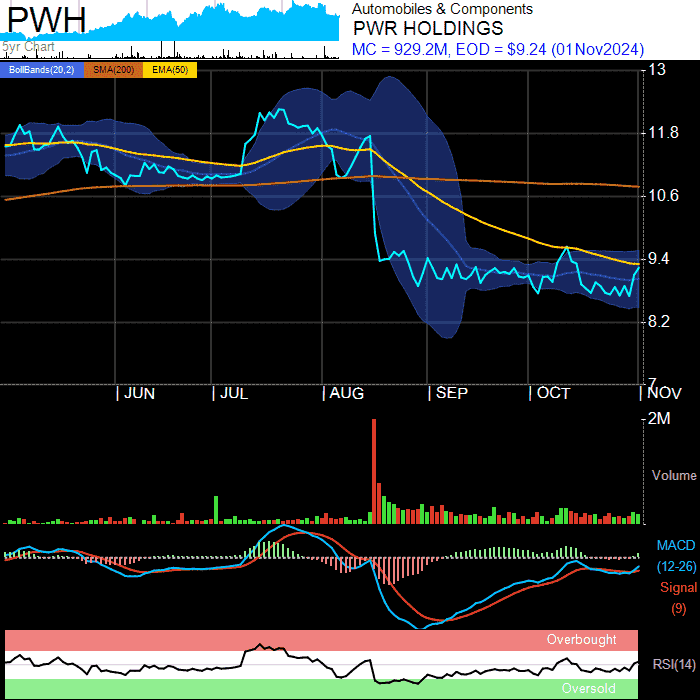 PWH
5yr Chart
Automobiles & Components
PWR HOLDINGS
MC = 929.2M, EOD = $9.24 (01Nov2024)
BollBands(20,2) SMA(200) EMA(50)
13
11.8
10.6
9.4
8.2
7
JUN JUL AUG SEP OCT NOV
2M
Volume
MACD
(12-26)
Signal
(9)
Overbought
RSI(14)
Oversold